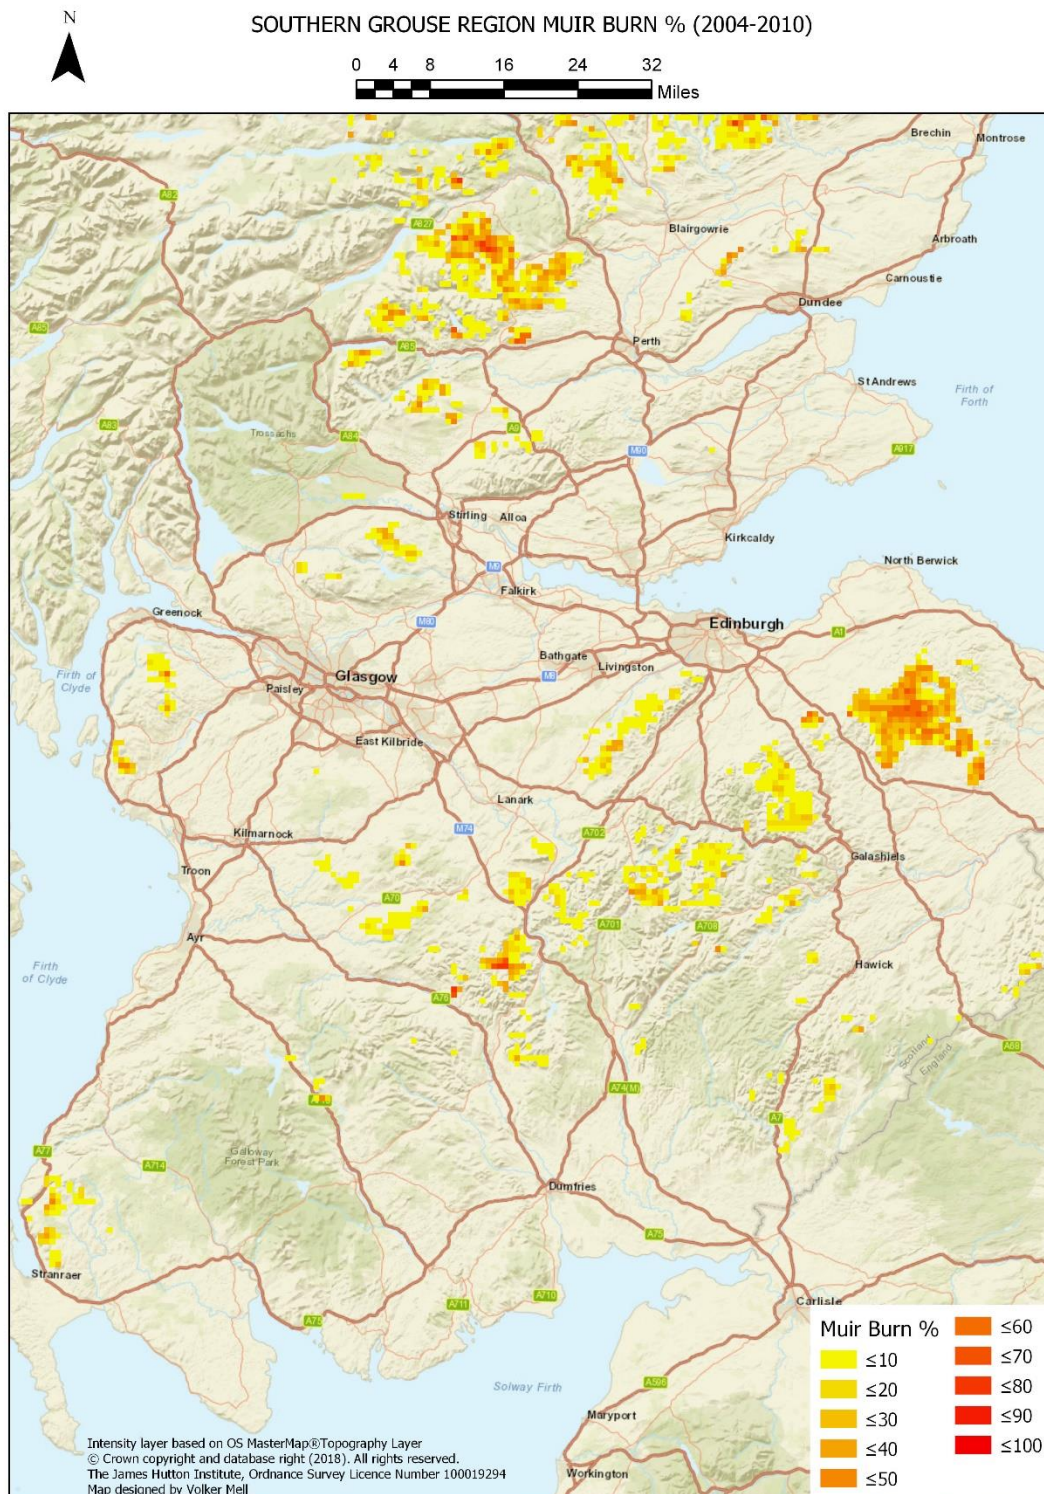 N
SOUTHERN GROUSE REGION MUIR BURN % (2004-2010)
0 4 8 16 24 32
Miles
Brechin
Montrose
A82
Blairgowrie
A827
Arbroath
Carnoustie
Dundee
A85
Perth
A85
St Andrews
Firth of
Forth
A83
Trossachs
A84
A9
M90
A917
Stirling
Alloa
Kirkcaldy
North Berwick
M9
Falkirk
Greenock
M80
Edinburgh
A1
Bathgate
Livingston
Firth of
Clyde
Glasgow
M8
Paisley
East Kilbride
Lanark
M74
A702
Kilmarnock
Galashiels
Troon
A70
A701
A708
Ayr
Firth
of Clyde
Hawick
A76
Scotland
England
A68
A74(M)
A7
A77
A714
Galloway
Forest Park
Dumfries
A75
Stranraer
A710
A711
A75
Carlisle
Solway Firth
A596
Maryport
Workington
Muir Burn %
≤10
≤20
≤30
≤40
≤50
≤60
≤70
≤80
≤90
≤100
Intensity layer based on OS MasterMap®Topography Layer
© Crown copyright and database right (2018). All rights reserved.
The James Hutton Institute, Ordnance Survey Licence Number 100019294
Map designed by Volker Mell